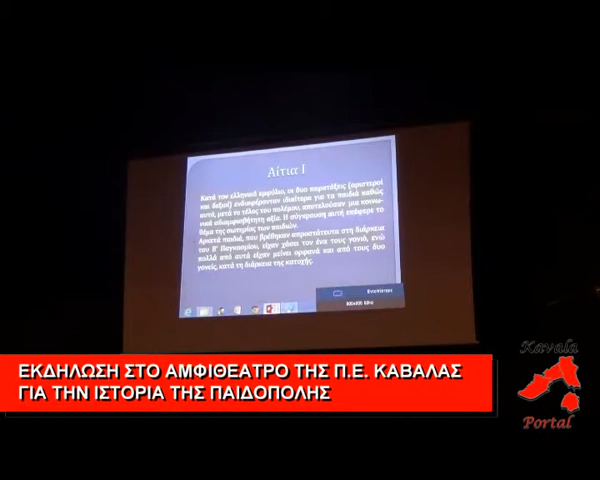 Αίτια Ι
Κατά τον ελληνικό εμφύλιο, οι δυο παρατάξεις (αριστεροί
και δεξιοί) ενδιαφέρονταν ιδιαίτερα για τα παιδιά καθώς
αυτά, μετά το τέλος του πολέμου, αποτελούσαν μια κοινω-
νικά αδιαμφισβήτητη αξία. Η σύγκρουση αυτή επέφερε το
θέμα της σωτηρίας των παιδιών.
Αρκετά παιδιά, που βρέθηκαν απροστάτευτα στη διάρκεια
του Β' Παγκοσμίου, είχαν χάσει τον ένα τους γονιό, ενώ
πολλά από αυτά είχαν μείνει ορφανά και από τους δυο
γονείς, κατά τη διάρκεια της κατοχής.
ΕΚΔΗΛΩΣΗ ΣΤΟ ΑΜΦΙΘΕΑΤΡΟ ΤΗΣ Π.Ε. ΚΑΒΑΛΑΣ
ΓΙΑ ΤΗΝ ΙΣΤΟΡΙΑ ΤΗΣ ΠΑΙΔΟΠΟΛΗΣ
Kavala
Portal